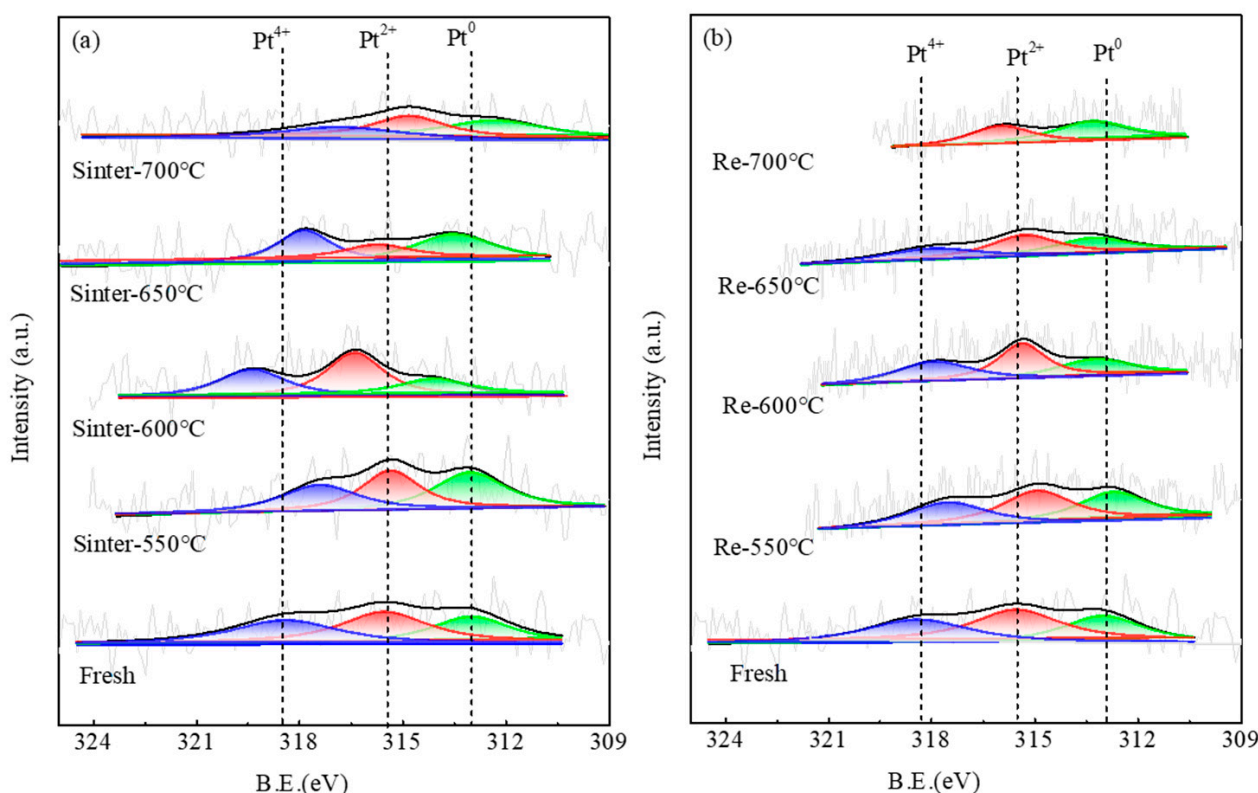 (a)
Pt⁴⁺ Pt²⁺ Pt⁰
Sinter-700°C
Sinter-650°C
Sinter-600°C
Sinter-550°C
Fresh
Intensity (a.u.)
324 321 318 315 312 309
B.E.(eV)
(b)
Pt⁴⁺ Pt²⁺ Pt⁰
Re-700°C
Re-650°C
Re-600°C
Re-550°C
Fresh
Intensity (a.u.)
324 321 318 315 312 309
B.E.(eV)